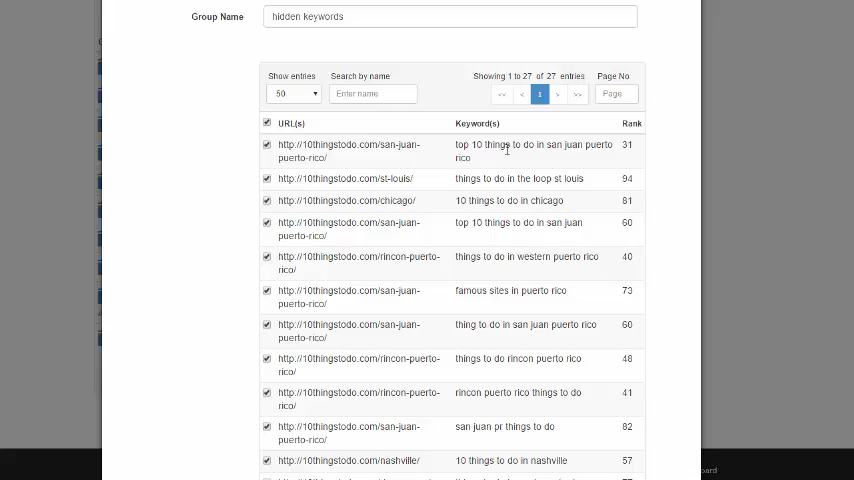 Group Name hidden keywords
Show entries Search by name Showing 1 to 27 of 27 entries Page No
50 Enter name << < 1 > >> Page
URL(s) Keyword(s) Rank
http://10thingstodo.com/san-juan- top 10 things to do in san juan puerto 31
puerto-rico/ rico
http://10thingstodo.com/st-louis/ things to do in the loop st louis 94
http://10thingstodo.com/chicago/ 10 things to do in chicago 81
http://10thingstodo.com/san-juan- top 10 things to do in san juan 60
puerto-rico/
http://10thingstodo.com/rincon-puerto- things to do in western puerto rico 40
rico/
http://10thingstodo.com/san-juan- famous sites in puerto rico 73
puerto-rico/
http://10thingstodo.com/san-juan- thing to do in san juan puerto rico 60
puerto-rico/
http://10thingstodo.com/rincon-puerto- things to do rincon puerto rico 48
rico/
http://10thingstodo.com/rincon-puerto- rincon puerto rico things to do 41
rico/
http://10thingstodo.com/san-juan- san juan pr things to do 82
puerto-rico/
http://10thingstodo.com/nashville/ 10 things to do in nashville 57